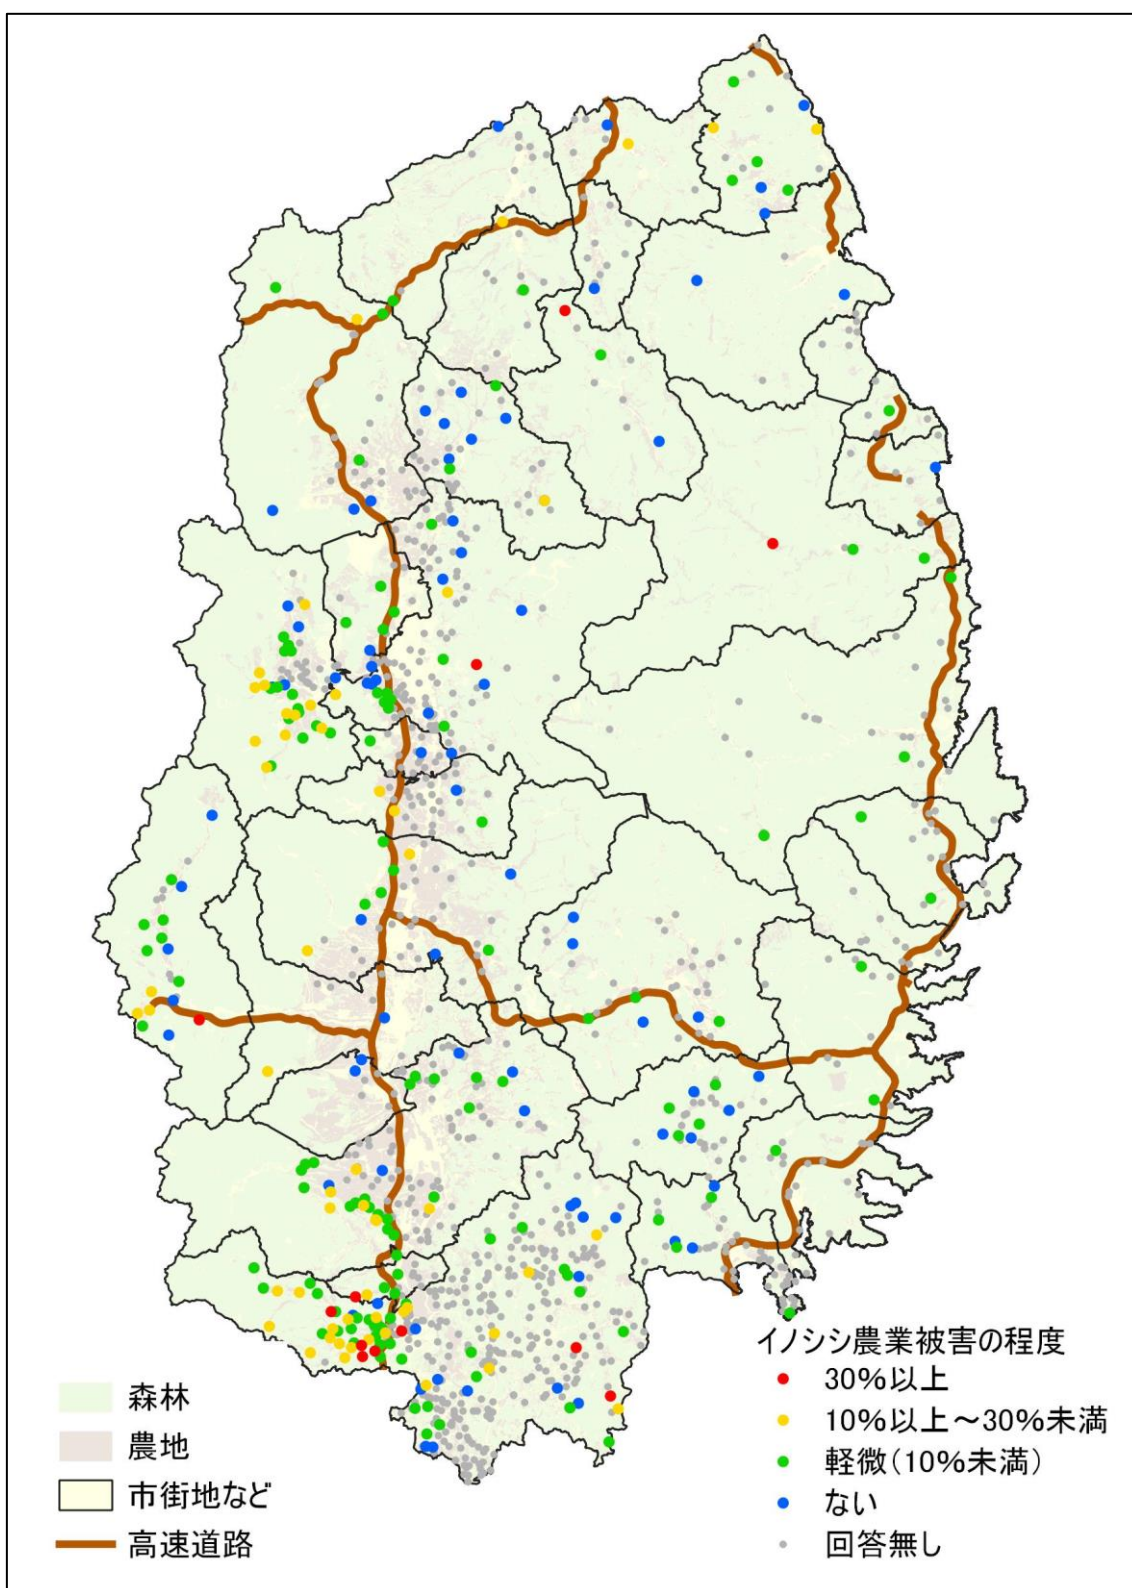 イノシシ農業被害の程度
30%以上
10%以上～30%未満
軽微(10%未満)
ない
回答無し
森林
農地
市街地など
高速道路